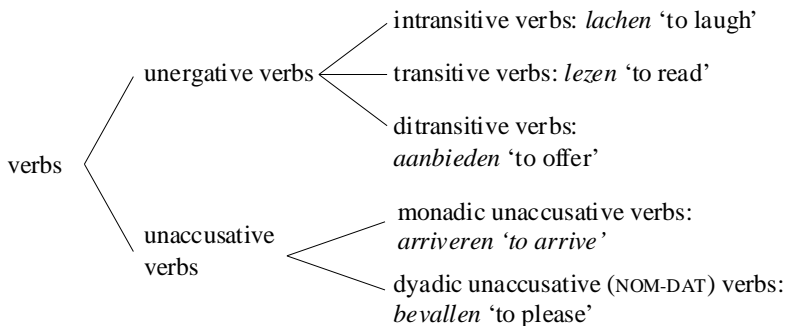 intransitive verbs: lachen ‘to laugh’
unergative verbs
transitive verbs: lezen ‘to read’
ditransitive verbs:
aanbieden ‘to offer’
verbs
monadic unaccusative verbs:
arriveren ‘to arrive’
unaccusative
verbs
dyadic unaccusative (NOM-DAT) verbs:
bevallen ‘to please’